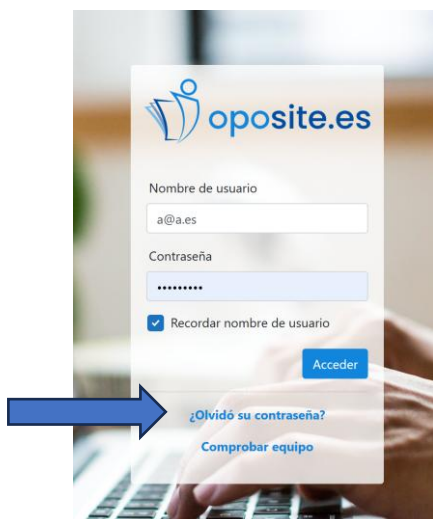 oposite.es
Nombre de usuario
a@a.es
Contraseña
•••••••••
Recordar nombre de usuario
Acceder
¿Olvidó su contraseña?
Comprobar equipo